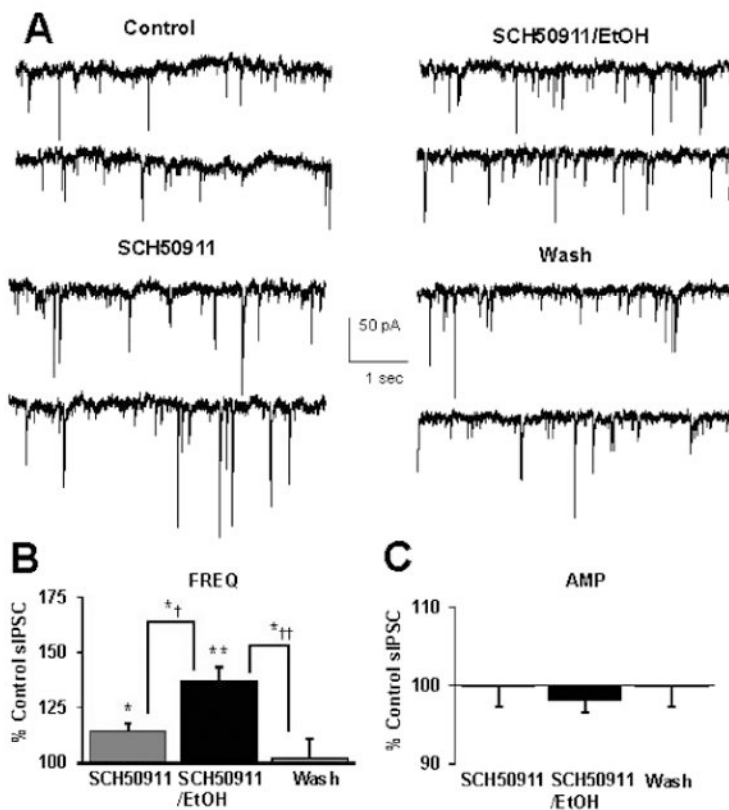 A
Control
SCH50911/EtOH
SCH50911
Wash
50 pA
1 sec
B
FREQ
% Control sIPSC
175
150
125
100
*†
**
*††
*
SCH50911
SCH50911
/EtOH
Wash
C
AMP
% Control sIPSC
110
100
90
SCH50911
SCH50911
/EtOH
Wash